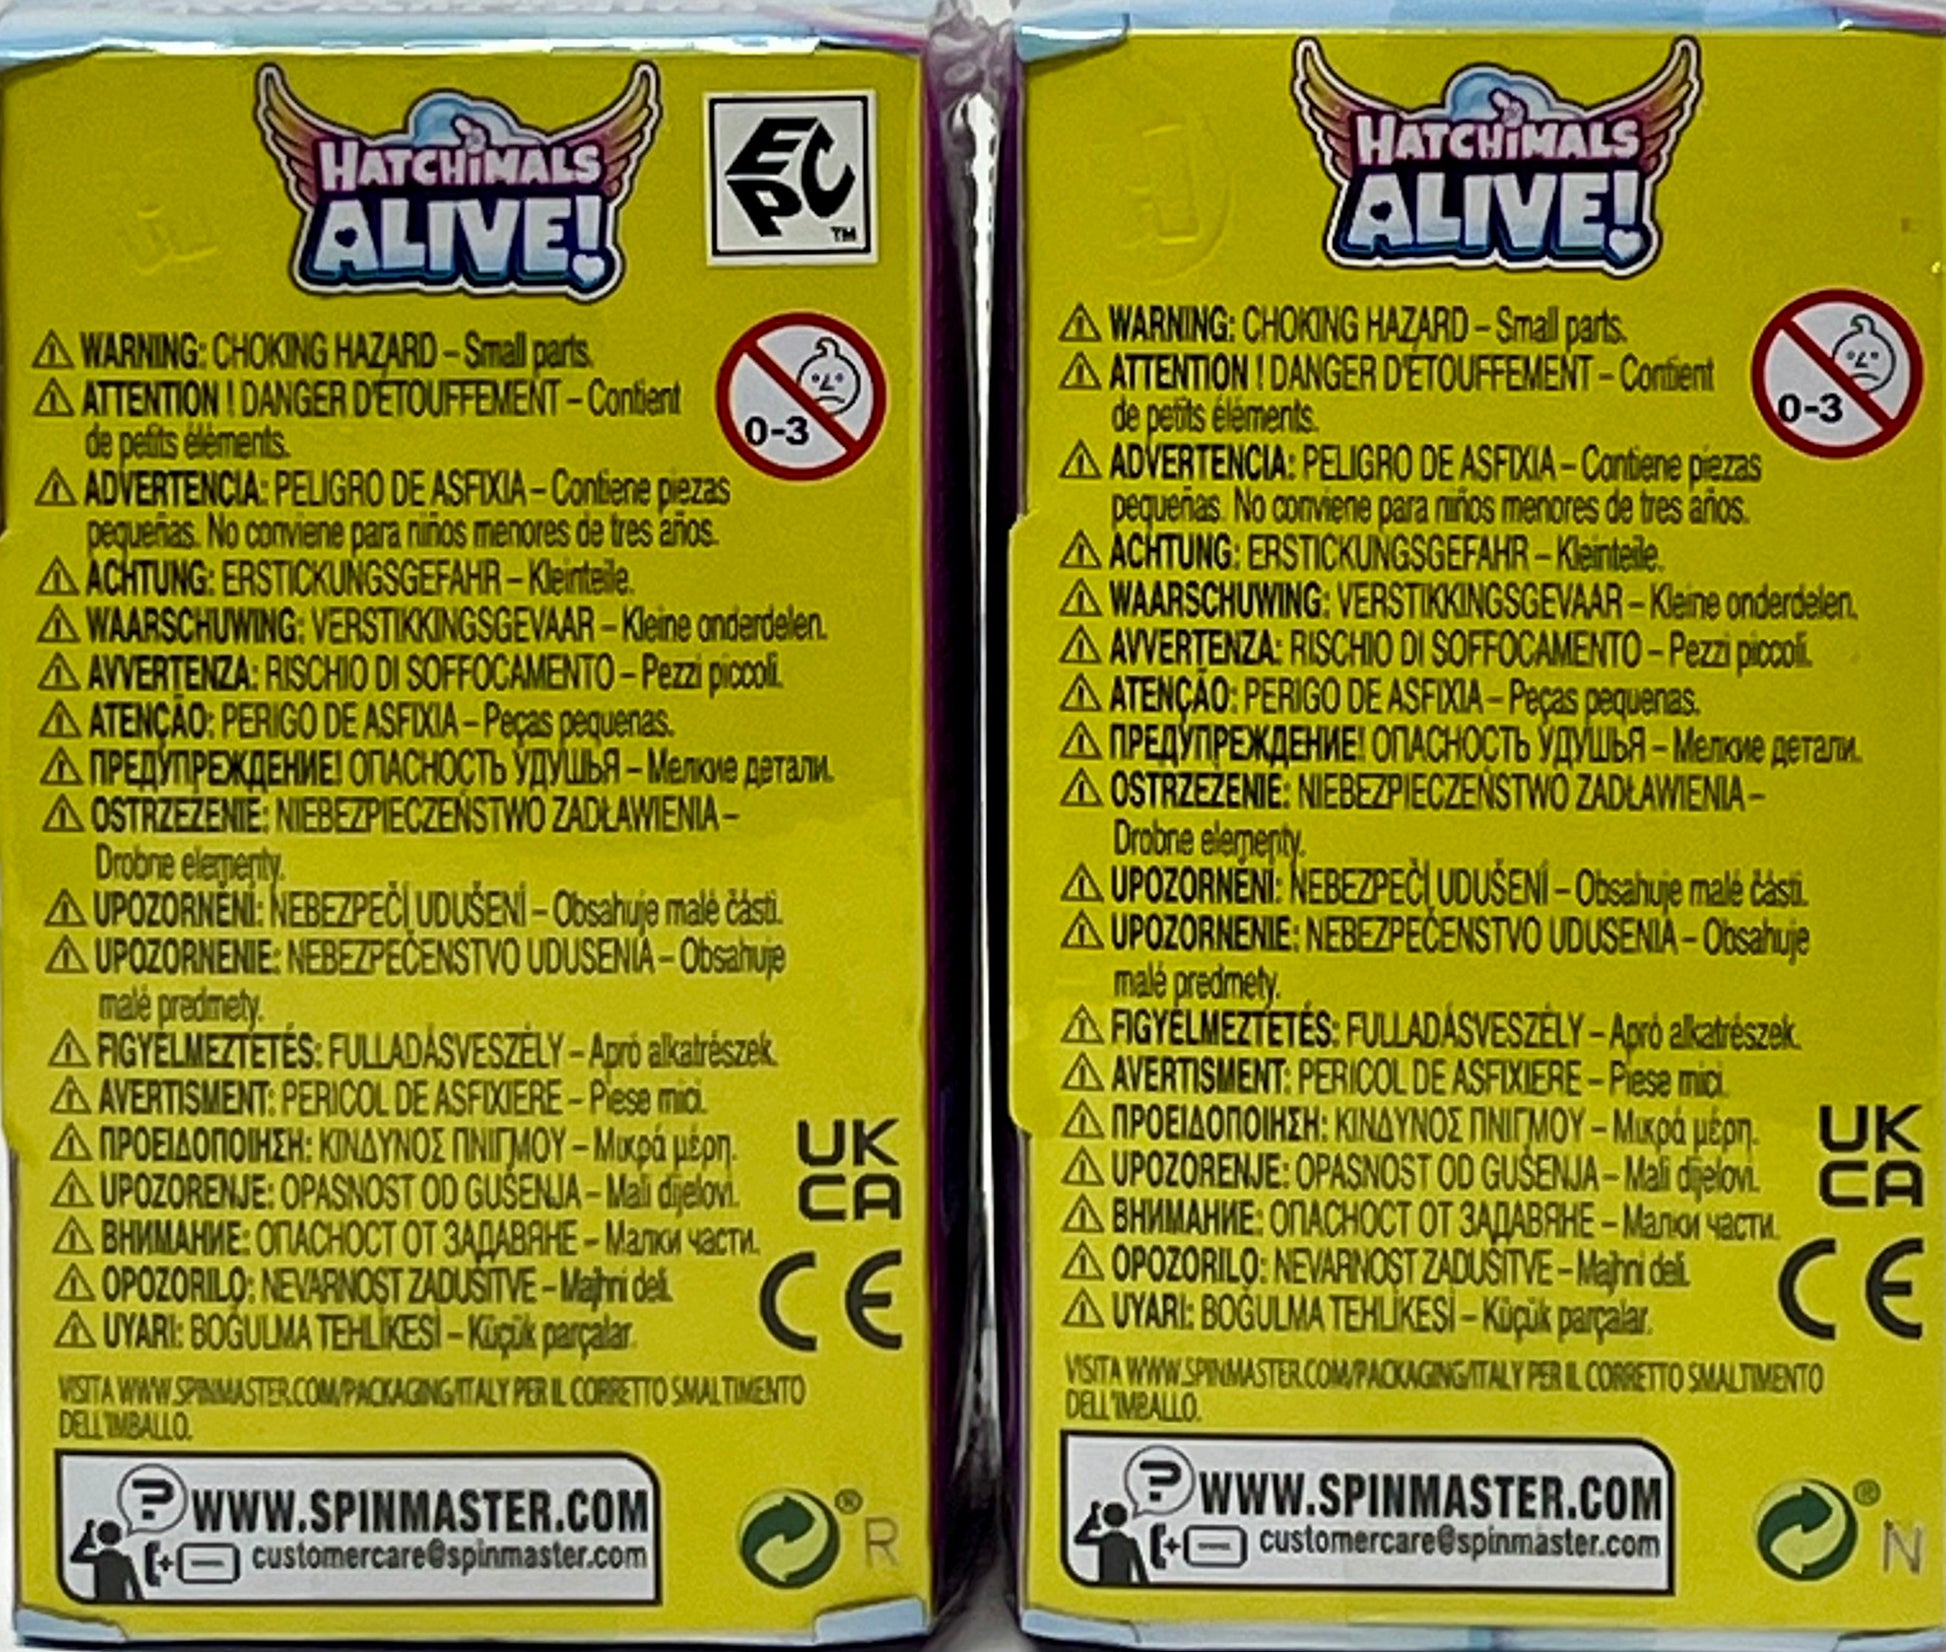 HATCHiMALS
ALIVE!
EPC
TM
0-3
⚠ WARNING: CHOKING HAZARD – Small parts.
⚠ ATTENTION ! DANGER D'ÉTOUFFEMENT – Contient
de petits éléments.
⚠ ADVERTENCIA: PELIGRO DE ASFIXIA – Contiene piezas
pequeñas. No conviene para niños menores de tres años.
⚠ ACHTUNG: ERSTICKUNGSGEFAHR – Kleinteile.
⚠ WAARSCHUWING: VERSTIKKINGSGEVAAR – Kleine onderdelen.
⚠ AVVERTENZA: RISCHIO DI SOFFOCAMENTO – Pezzi piccoli.
⚠ ATENÇÃO: PERIGO DE ASFIXIA – Peças pequenas.
⚠ ПРЕДУПРЕЖДЕНИЕ! ОПАСНОСТЬ УДУШЬЯ – Мелкие детали.
⚠ OSTRZEŻENIE: NIEBEZPIECZEŃSTWO ZADŁAWIENIA –
Drobne elementy.
⚠ UPOZORNĚNÍ: NEBEZPEČÍ UDUŠENÍ – Obsahuje malé části.
⚠ UPOZORNENIE: NEBEZPEČENSTVO UDUSENIA – Obsahuje
malé predmety.
⚠ FIGYELMEZTETÉS: FULLADÁSVESZÉLY – Apró alkatrészek.
⚠ AVERTISMENT: PERICOL DE ASFIXIERE – Piese mici.
⚠ ΠΡΟΕΙΔΟΠΟΙΗΣΗ: ΚΙΝΔΥΝΟΣ ΠΝΙΓΜΟΥ – Μικρά μέρη.
⚠ UPOZORENJE: OPASNOST OD GUŠENJA – Mali dijelovi.
⚠ ВНИМАНИЕ: ОПАСНОСТ ОТ ЗАДАВЯНЕ – Малки части.
⚠ OPOZORILO: NEVARNOST ZADUŠITVE – Majhni deli.
⚠ UYARI: BOĞULMA TEHLİKESİ – Küçük parçalar.
UK
CA
CE
VISITA WWW.SPINMASTER.COM/PACKAGING/ITALY PER IL CORRETTO SMALTIMENTO
DELL'IMBALLO.
WWW.SPINMASTER.COM
customercare@spinmaster.com
® R
HATCHiMALS
ALIVE!
0-3
⚠ WARNING: CHOKING HAZARD – Small parts.
⚠ ATTENTION ! DANGER D'ÉTOUFFEMENT – Contient
de petits éléments.
⚠ ADVERTENCIA: PELIGRO DE ASFIXIA – Contiene piezas
pequeñas. No conviene para niños menores de tres años.
⚠ ACHTUNG: ERSTICKUNGSGEFAHR – Kleinteile.
⚠ WAARSCHUWING: VERSTIKKINGSGEVAAR – Kleine onderdelen.
⚠ AVVERTENZA: RISCHIO DI SOFFOCAMENTO – Pezzi piccoli.
⚠ ATENÇÃO: PERIGO DE ASFIXIA – Peças pequenas.
⚠ ПРЕДУПРЕЖДЕНИЕ! ОПАСНОСТЬ УДУШЬЯ – Мелкие детали.
⚠ OSTRZEŻENIE: NIEBEZPIECZEŃSTWO ZADŁAWIENIA –
Drobne elementy.
⚠ UPOZORNĚNÍ: NEBEZPEČÍ UDUŠENÍ – Obsahuje malé části.
⚠ UPOZORNENIE: NEBEZPEČENSTVO UDUSENIA – Obsahuje
malé predmety.
⚠ FIGYELMEZTETÉS: FULLADÁSVESZÉLY – Apró alkatrészek.
⚠ AVERTISMENT: PERICOL DE ASFIXIERE – Piese mici.
⚠ ΠΡΟΕΙΔΟΠΟΙΗΣΗ: ΚΙΝΔΥΝΟΣ ΠΝΙΓΜΟΥ – Μικρά μέρη.
⚠ UPOZORENJE: OPASNOST OD GUŠENJA – Mali dijelovi.
⚠ ВНИМАНИЕ: ОПАСНОСТ ОТ ЗАДАВЯНЕ – Малки части.
⚠ OPOZORILO: NEVARNOST ZADUŠITVE – Majhni deli.
⚠ UYARI: BOĞULMA TEHLİKESİ – Küçük parçalar.
UK
CA
CE
VISITA WWW.SPINMASTER.COM/PACKAGING/ITALY PER IL CORRETTO SMALTIMENTO
DELL'IMBALLO.
WWW.SPINMASTER.COM
customercare@spinmaster.com
® N